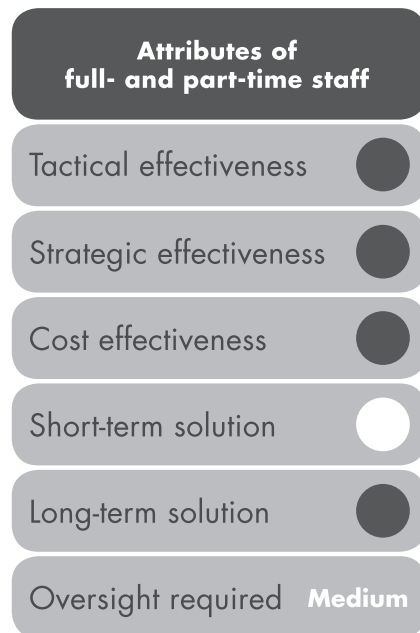 Attributes of
full- and part-time staff
Tactical effectiveness
Strategic effectiveness
Cost effectiveness
Short-term solution
Long-term solution
Oversight required Medium